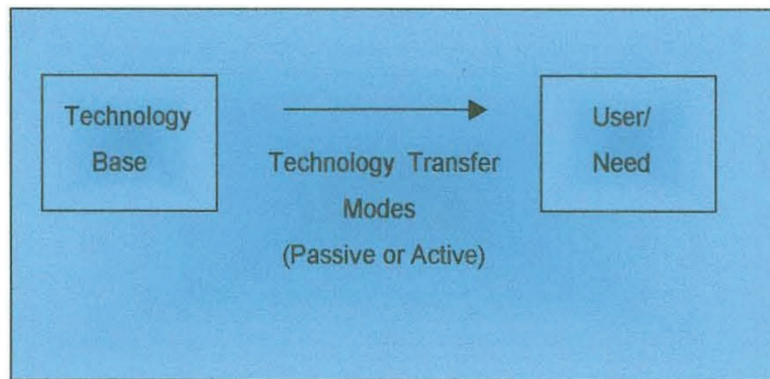 Technology
Base
Technology Transfer
Modes
(Passive or Active)
User/
Need